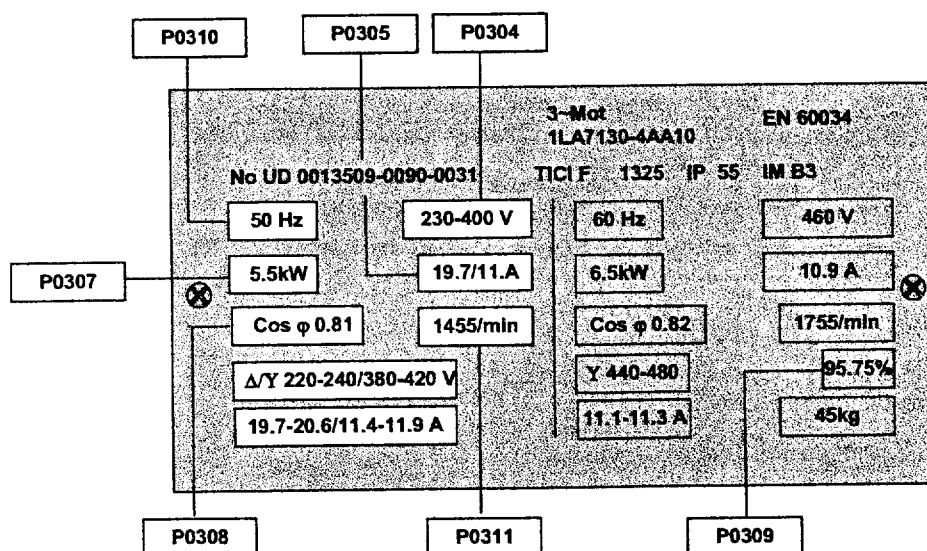 P0310 P0305 P0304
3~Mot EN 60034
1LA7130-4AA10
No UD 0013509-0090-0031 TICI F 1325 IP 55 IM B3
50 Hz 230-400 V 60 Hz 460 V
P0307 5.5kW 19.7/11.A 6.5kW 10.9 A
Cos φ 0.81 1455/min Cos φ 0.82 1755/min
Δ/Y 220-240/380-420 V Y 440-480 95.75%
19.7-20.6/11.4-11.9 A 11.1-11.3 A 45kg
P0308 P0311 P0309